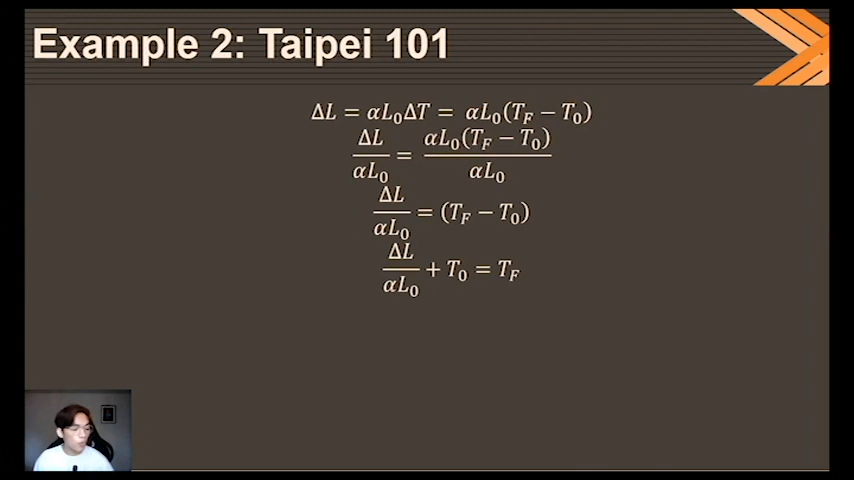 Example 2: Taipei 101
ΔL = αL₀ΔT = αL₀(T_F − T₀)
ΔL/αL₀ = αL₀(T_F − T₀)/αL₀
ΔL/αL₀ = (T_F − T₀)
ΔL/αL₀ + T₀ = T_F